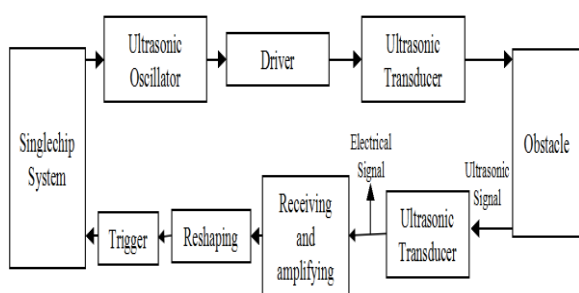 Ultrasonic
Oscillator
Driver
Ultrasonic
Transducer
Obstacle
Singlechip
System
Electrical
Signal
Ultrasonic
Signal
Trigger
Reshaping
Receiving
and
amplifying
Ultrasonic
Transducer